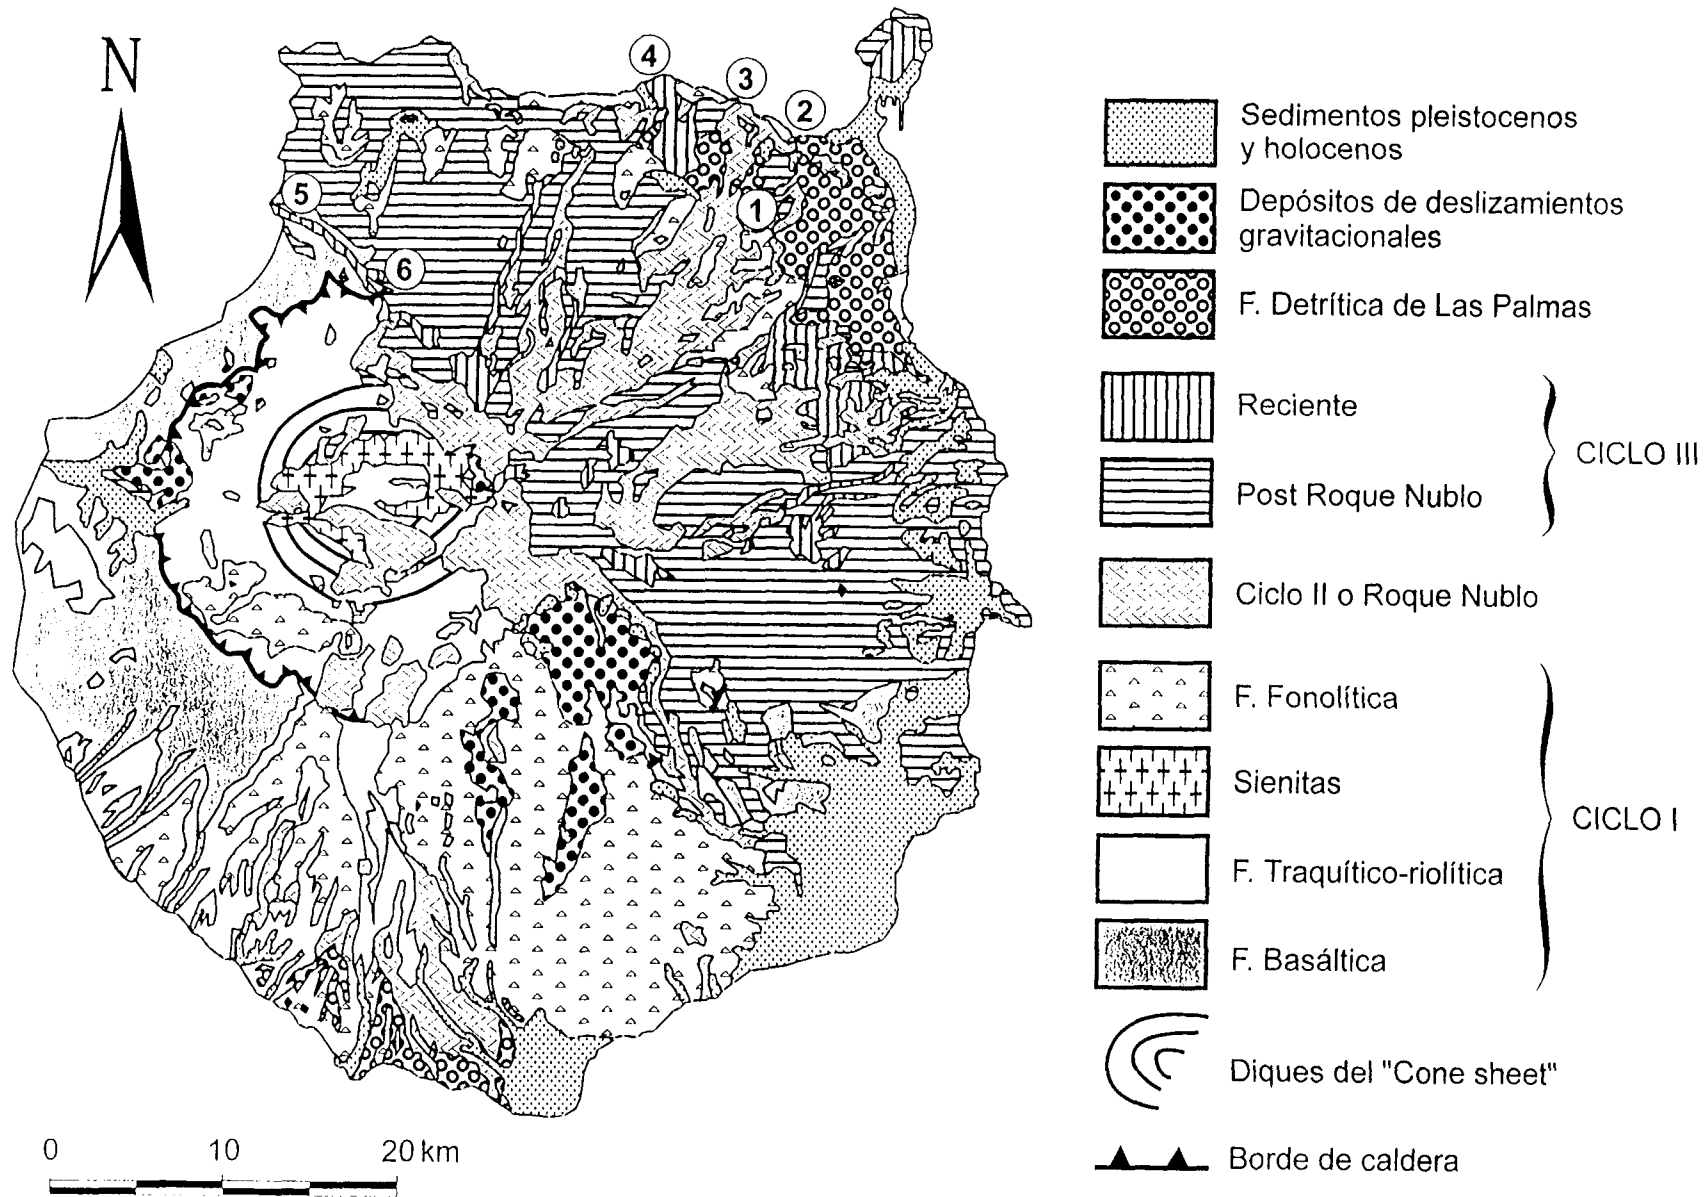 N
4
3
2
5
1
6
0 10 20 km
Sedimentos pleistocenos
y holocenos
Depósitos de deslizamientos
gravitacionales
F. Detrítica de Las Palmas
Reciente
Post Roque Nublo
CICLO III
Ciclo II o Roque Nublo
F. Fonolítica
Sienitas
F. Traquítico-riolítica
F. Basáltica
CICLO I
Diques del "Cone sheet"
Borde de caldera